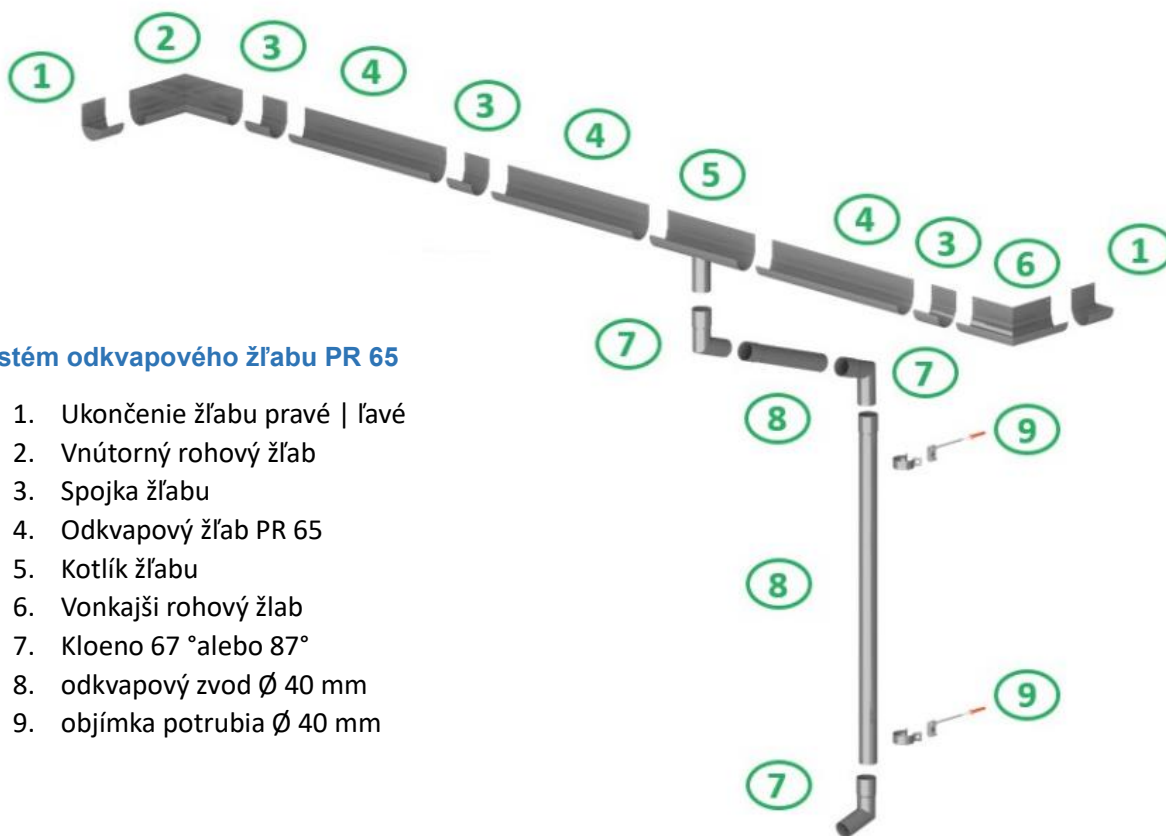 2
3
1
4
3
4
5
4
3
6
1
7
7
stém odkvapového žľabu PR 65
8
9
1. Ukončenie žľabu pravé | ľavé
2. Vnútorný rohový žľab
3. Spojka žľabu
4. Odkvapový žľab PR 65
5. Kotlík žľabu
6. Vonkajši rohový žlab
7. Kloeno 67 °alebo 87°
8. odkvapový zvod Ø 40 mm
9. objímka potrubia Ø 40 mm
8
9
7